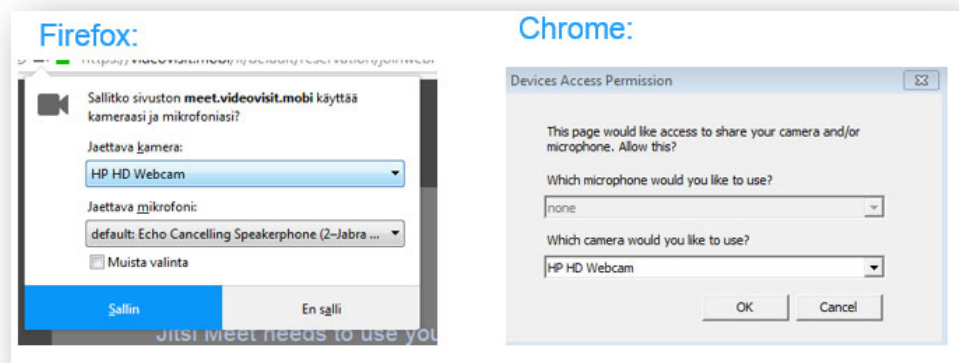 Firefox:
Sallitko sivuston meet.videovisit.mobi käyttää
kameraasi ja mikrofoniasi?
Jaettava kamera:
HP HD Webcam
Jaettava mikrofoni:
default: Echo Cancelling Speakerphone (2–Jabra ...
Muista valinta
Sallin
En salli
Jitsi Meet needs to use you
Chrome:
Devices Access Permission
This page would like access to share your camera and/or
microphone. Allow this?
Which microphone would you like to use?
none
Which camera would you like to use?
HP HD Webcam
OK
Cancel